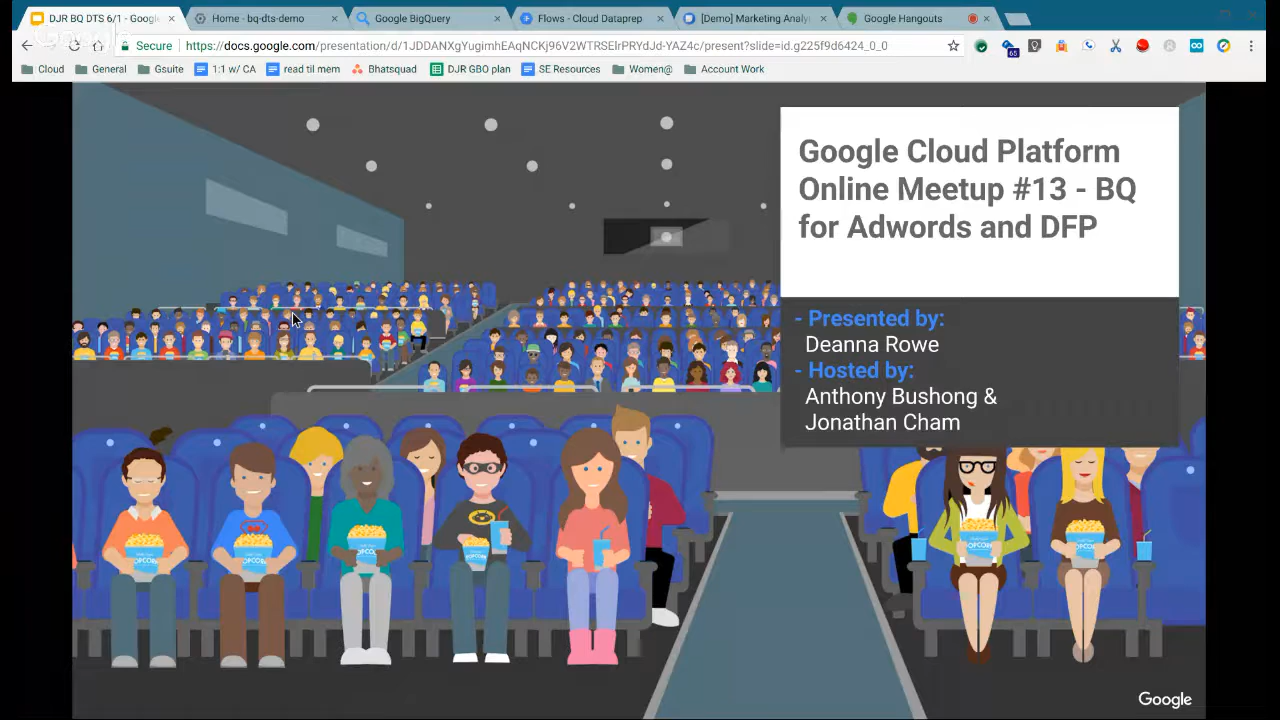 DJR BQ DTS 6/1 - Googl
Home - bq-dts-demo
Google BigQuery
Flows - Cloud Dataprep
[Demo] Marketing Analy
Google Hangouts
Secure
https://docs.google.com/presentation/d/1JDDANXgYugimYEAqNCKj96V2WTRSElrPRYdJd-YAZ4c/present?slide=id.g225f9d6424_0_0
65
Cloud
General
Gsuite
1:1 w/ CA
read til mem
Bhatsquad
DJR GBO plan
SE Resources
Women@
Account Work
Google Cloud Platform
Online Meetup #13 - BQ
for Adwords and DFP
- Presented by:
Deanna Rowe
- Hosted by:
Anthony Bushong &
Jonathan Cham
Google